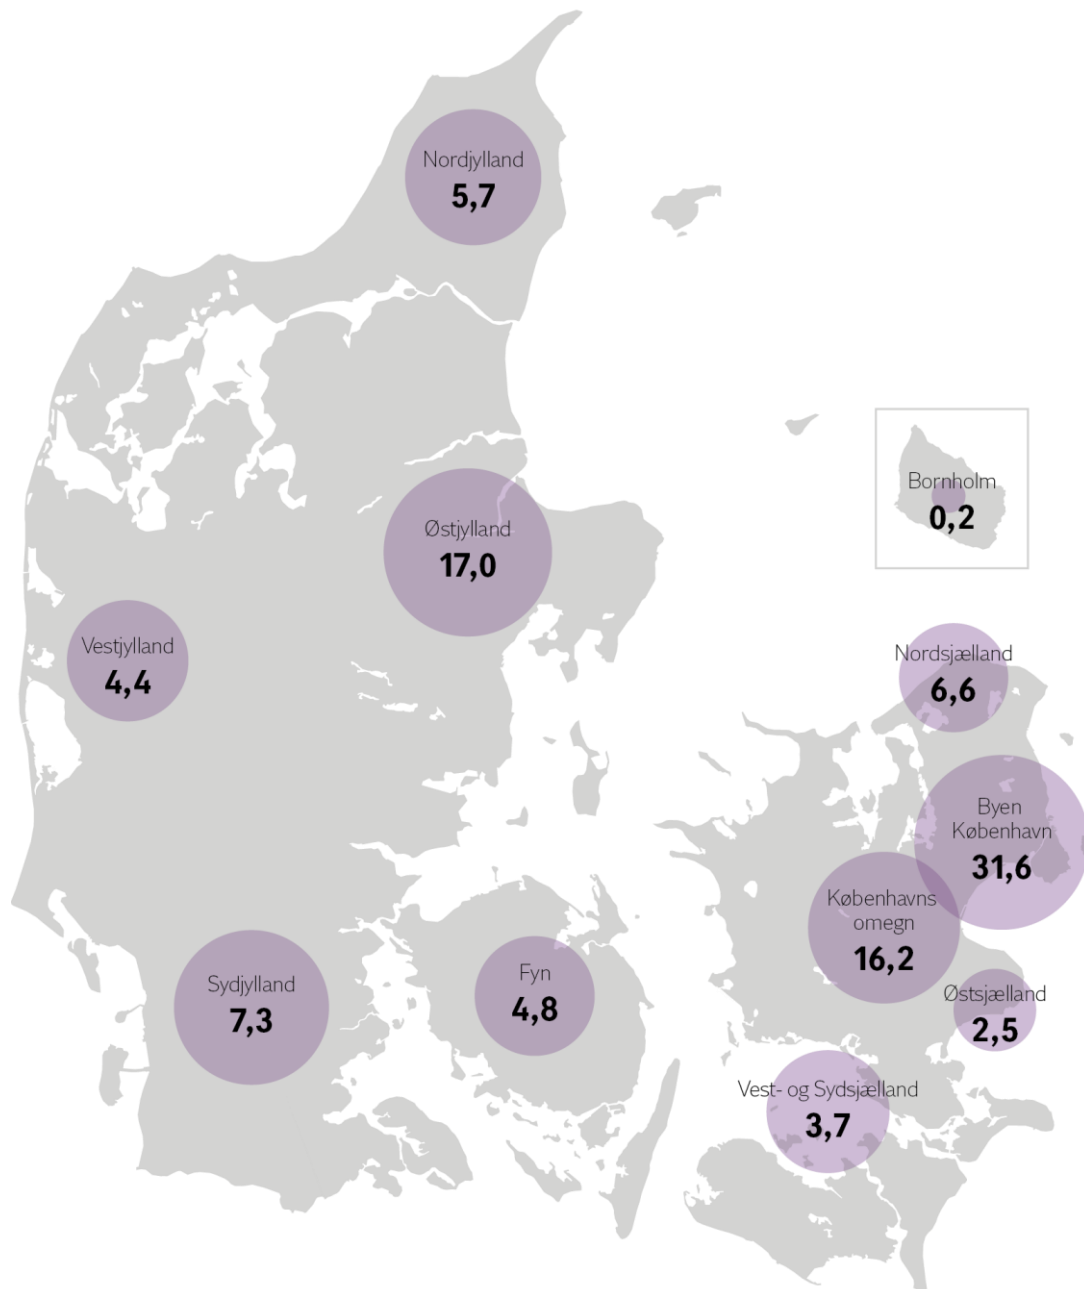 Nordjylland
5,7
Østjylland
17,0
Bornholm
0,2
Vestjylland
4,4
Nordsjælland
6,6
Byen
København
31,6
Københavns
omegn
16,2
Sydjylland
7,3
Fyn
4,8
Østsjælland
2,5
Vest- og Sydsjælland
3,7